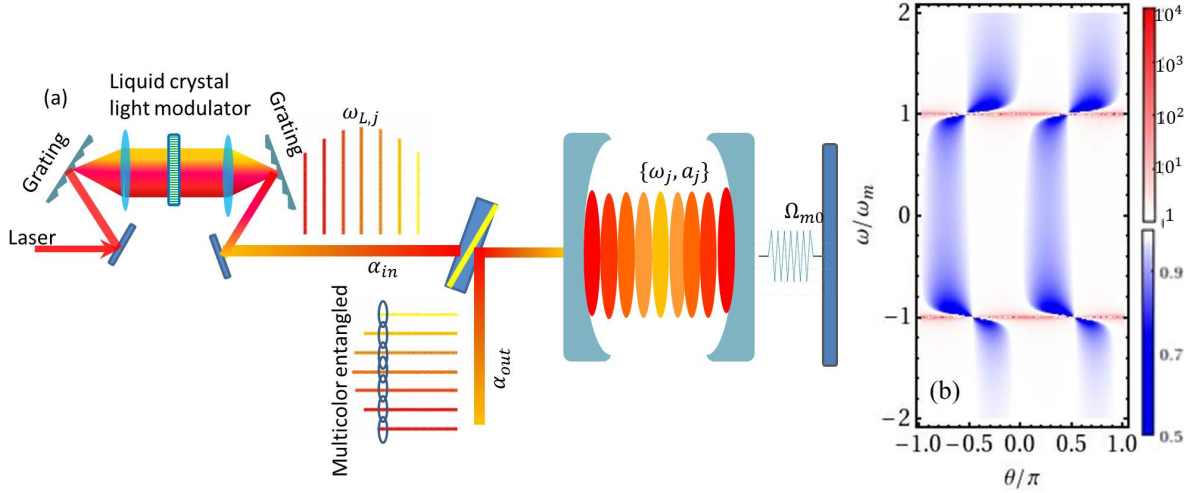 (a)
Liquid crystal
light modulator
Grating
Grating
ω_{L,j}
Laser
α_{in}
{ω_j, a_j}
Ω_{m0}
Multicolor entangled
α_{out}
(b)
ω/ω_m
2
1
0
-1
-2
-1.0 -0.5 0.0 0.5 1.0
θ/π
10^4
10^3
10^2
10^1
1
0.9
0.7
0.5